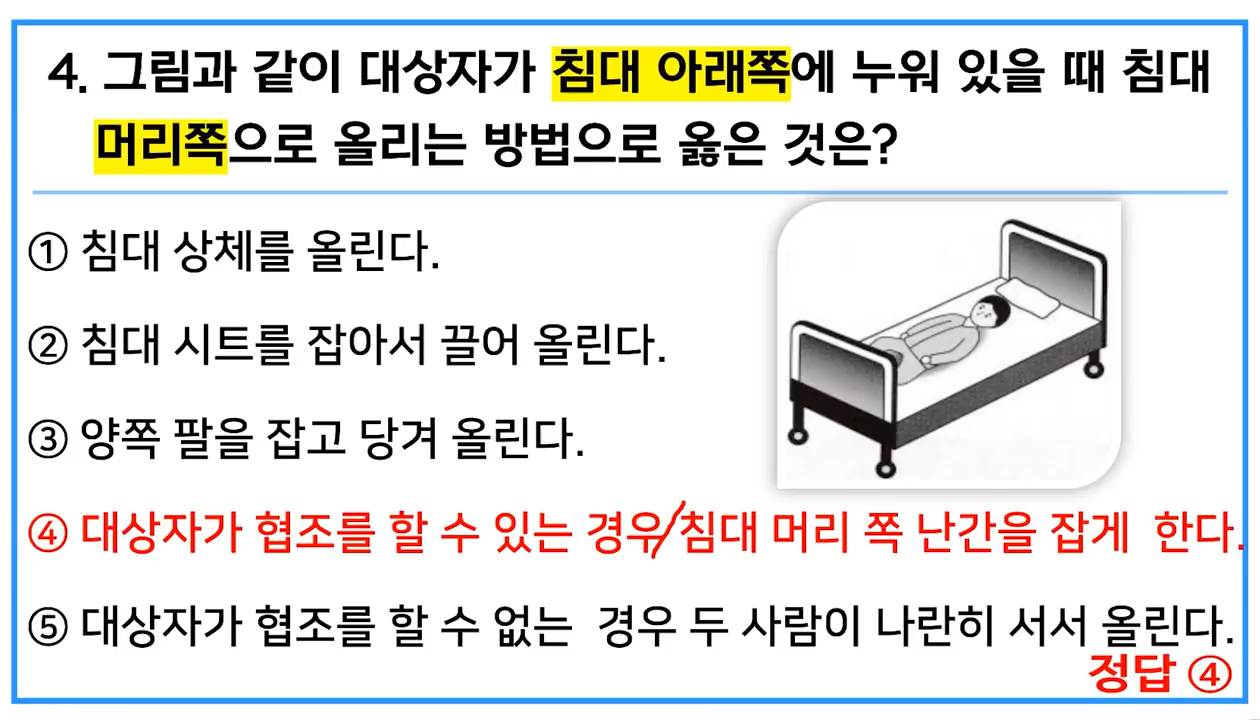 4. 그림과 같이 대상자가 침대 아래쪽에 누워 있을 때 침대
머리쪽으로 올리는 방법으로 옳은 것은?
① 침대 상체를 올린다.
② 침대 시트를 잡아서 끌어 올린다.
③ 양쪽 팔을 잡고 당겨 올린다.
④ 대상자가 협조를 할 수 있는 경우/침대 머리 쪽 난간을 잡게 한다.
⑤ 대상자가 협조를 할 수 없는 경우 두 사람이 나란히 서서 올린다.
정답 ④